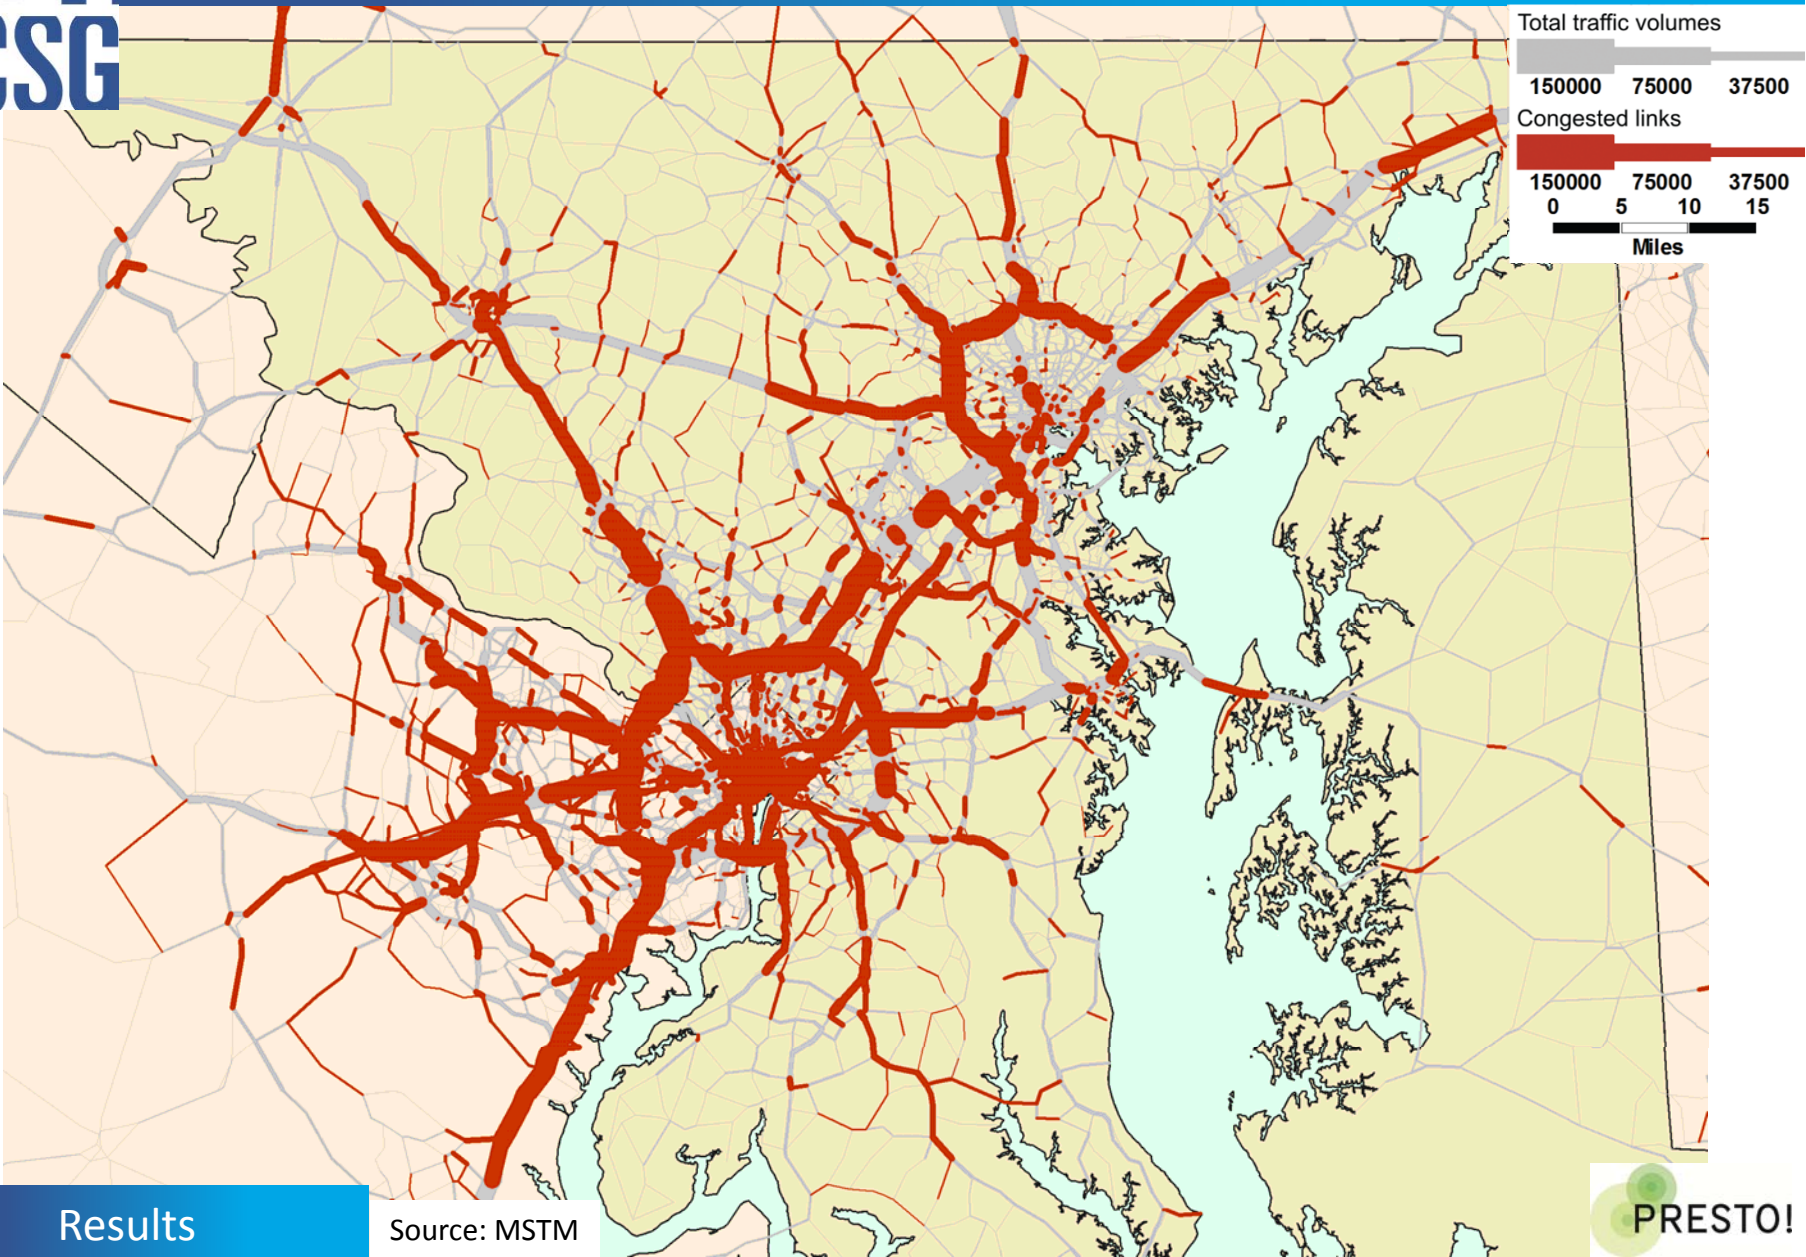 CSG
Total traffic volumes
150000 75000 37500
Congested links
150000 75000 37500
0 5 10 15
Miles
Results
Source: MSTM
PRESTO!